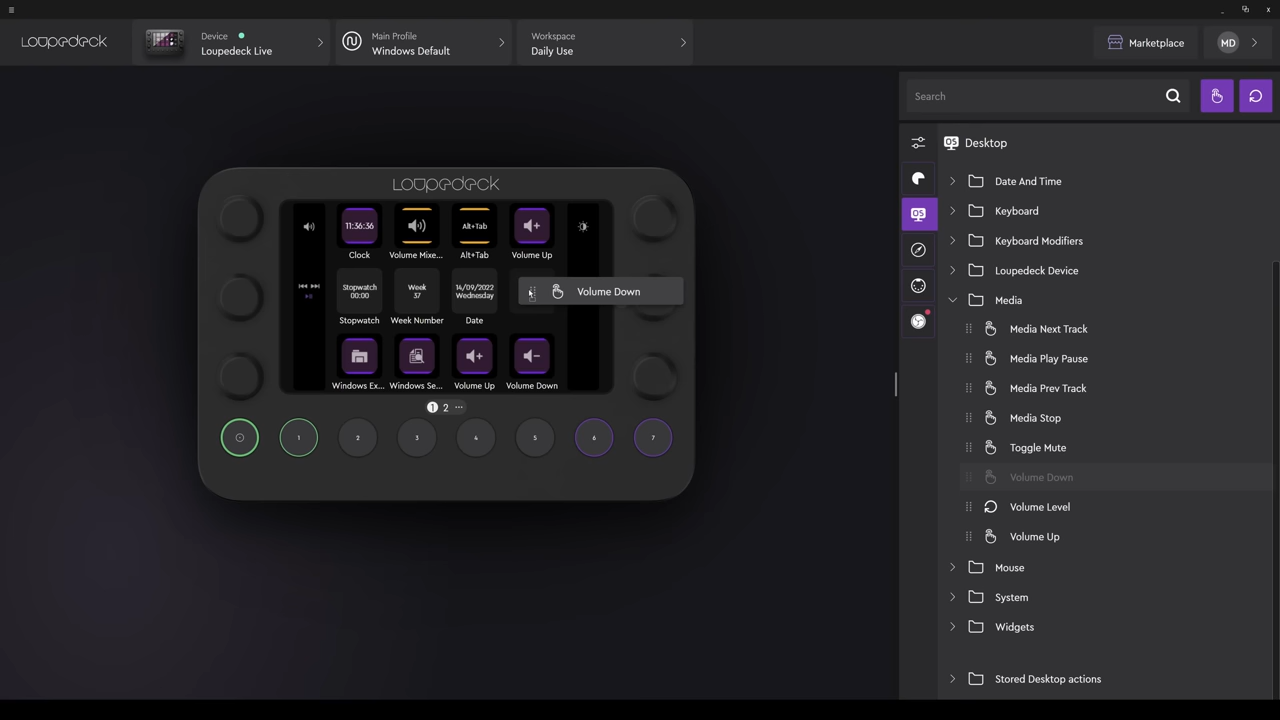 Loupedeck
Device
Loupedeck Live
Main Profile
Windows Default
Workspace
Daily Use
Marketplace
MD
Search
OS Desktop
OS
Date And Time
Keyboard
Keyboard Modifiers
Loupedeck Device
Media
Media Next Track
Media Play Pause
Media Prev Track
Media Stop
Toggle Mute
Volume Down
Volume Level
Volume Up
Mouse
System
Widgets
Stored Desktop actions
Loupedeck
11:36:36
Alt+Tab
Clock
Volume Mixe...
Alt+Tab
Volume Up
Stopwatch
00:00
Week
37
14/09/2022
Wednesday
Volume Down
Stopwatch
Week Number
Date
Windows Ex...
Windows Se...
Volume Up
Volume Down
1 2 ...
1 2 3 4 5 6 7